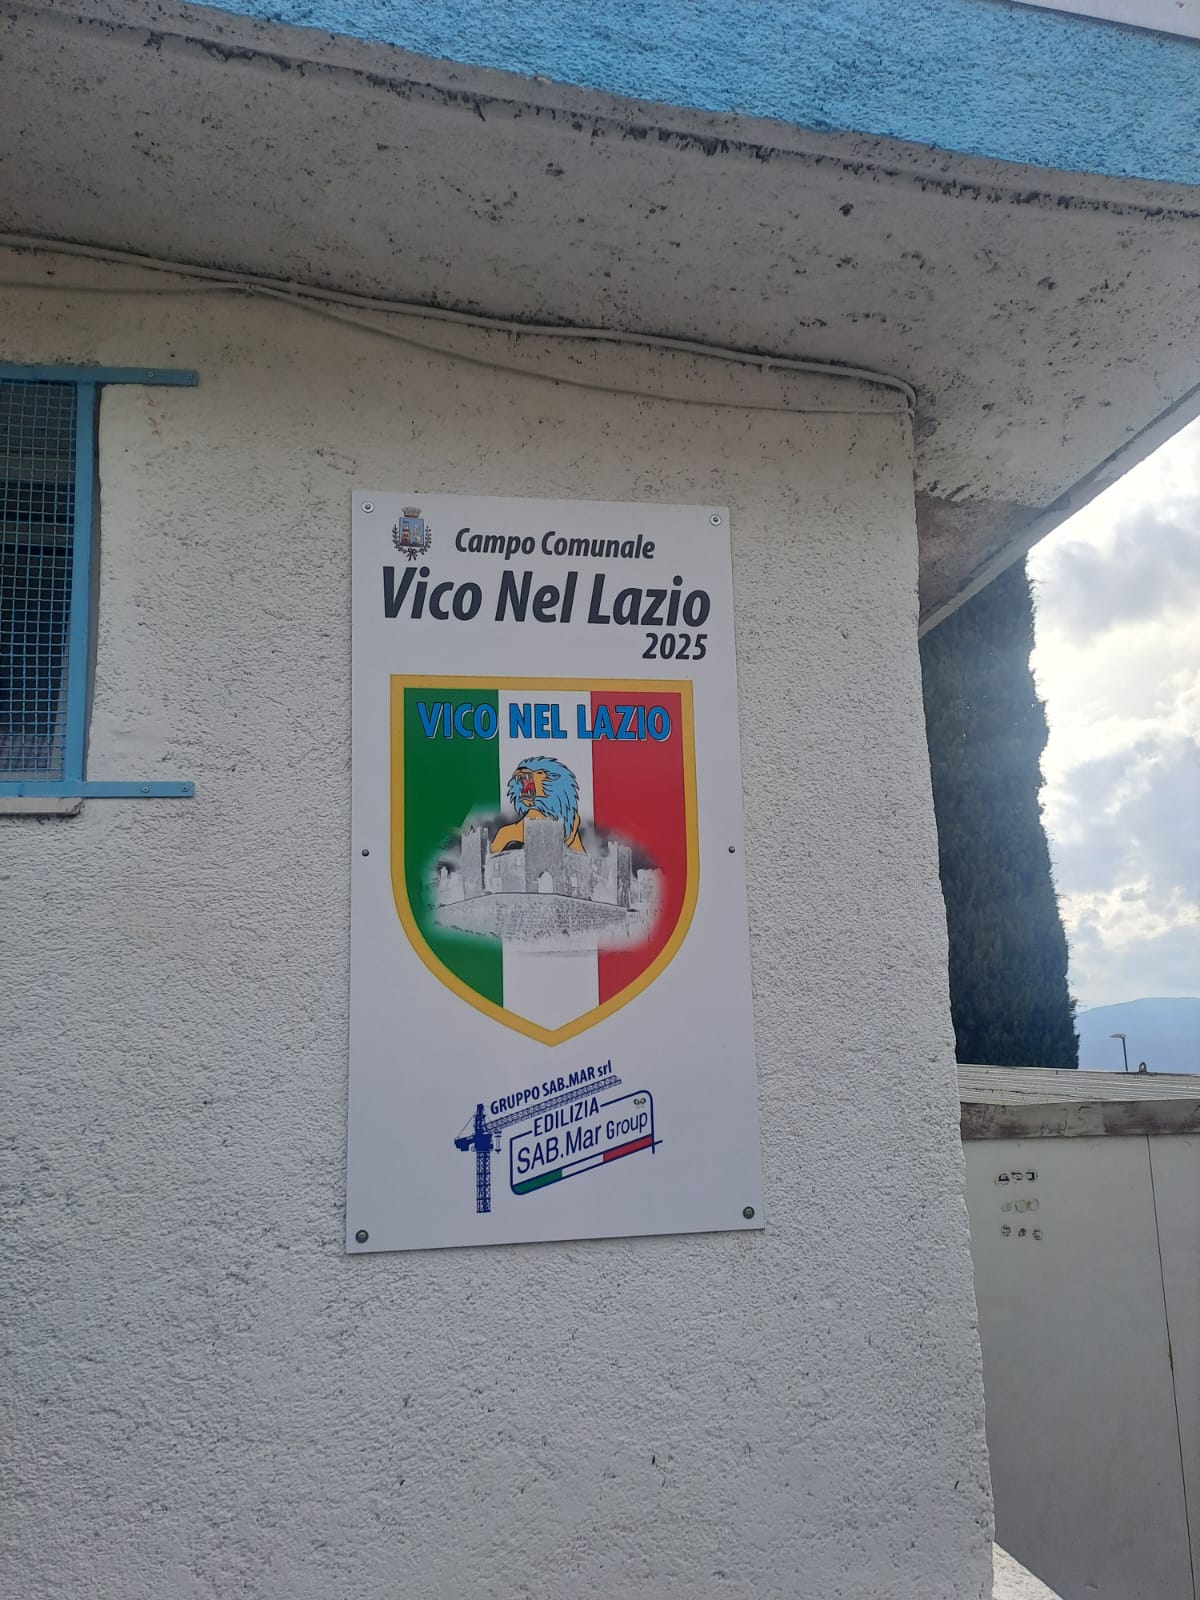 Campo Comunale
Vico Nel Lazio
2025
VICO NEL LAZIO
GRUPPO SAB.MAR srl
EDILIZIA
SAB.Mar Group